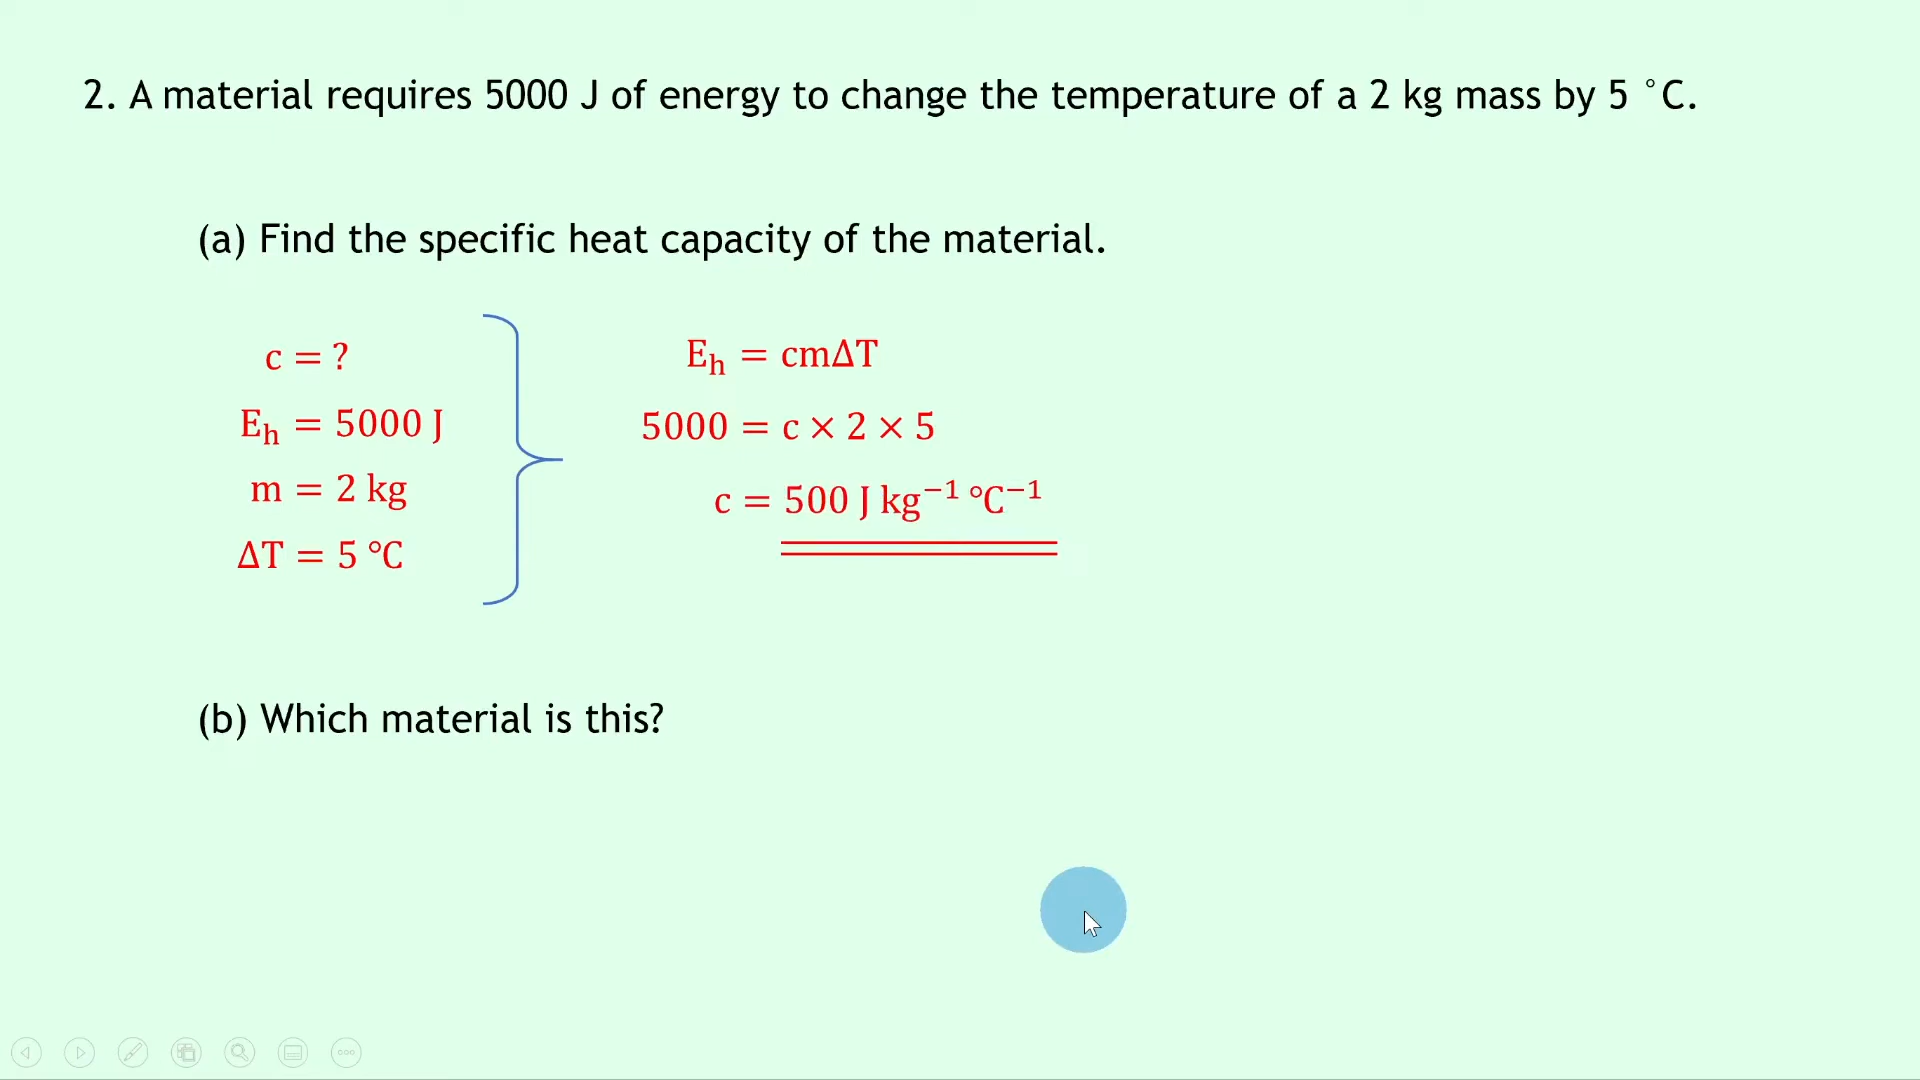 2. A material requires 5000 J of energy to change the temperature of a 2 kg mass by 5 °C.
(a) Find the specific heat capacity of the material.
c = ?
E_h = 5000 J
m = 2 kg
ΔT = 5 °C
E_h = cmΔT
5000 = c × 2 × 5
c = 500 J kg⁻¹ °C⁻¹
(b) Which material is this?